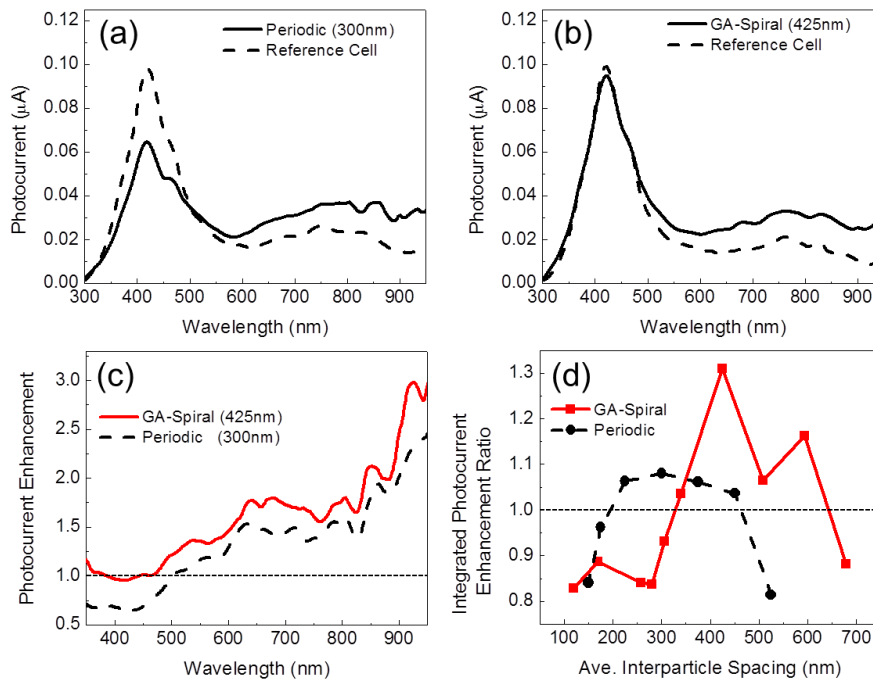 (a)
Periodic (300nm)
Reference Cell
Photocurrent (μA)
0.12
0.10
0.08
0.06
0.04
0.02
0.00
300 400 500 600 700 800 900
Wavelength (nm)
(b)
GA-Spiral (425nm)
Reference Cell
Photocurrent (μA)
0.12
0.10
0.08
0.06
0.04
0.02
0.00
300 400 500 600 700 800 900
Wavelength (nm)
(c)
GA-Spiral (425nm)
Periodic (300nm)
Photocurrent Enhancement
3.0
2.5
2.0
1.5
1.0
0.5
400 500 600 700 800 900
Wavelength (nm)
(d)
GA-Spiral
Periodic
Integrated Photocurrent
Enhancement Ratio
1.3
1.2
1.1
1.0
0.9
0.8
100 200 300 400 500 600 700
Ave. Interparticle Spacing (nm)